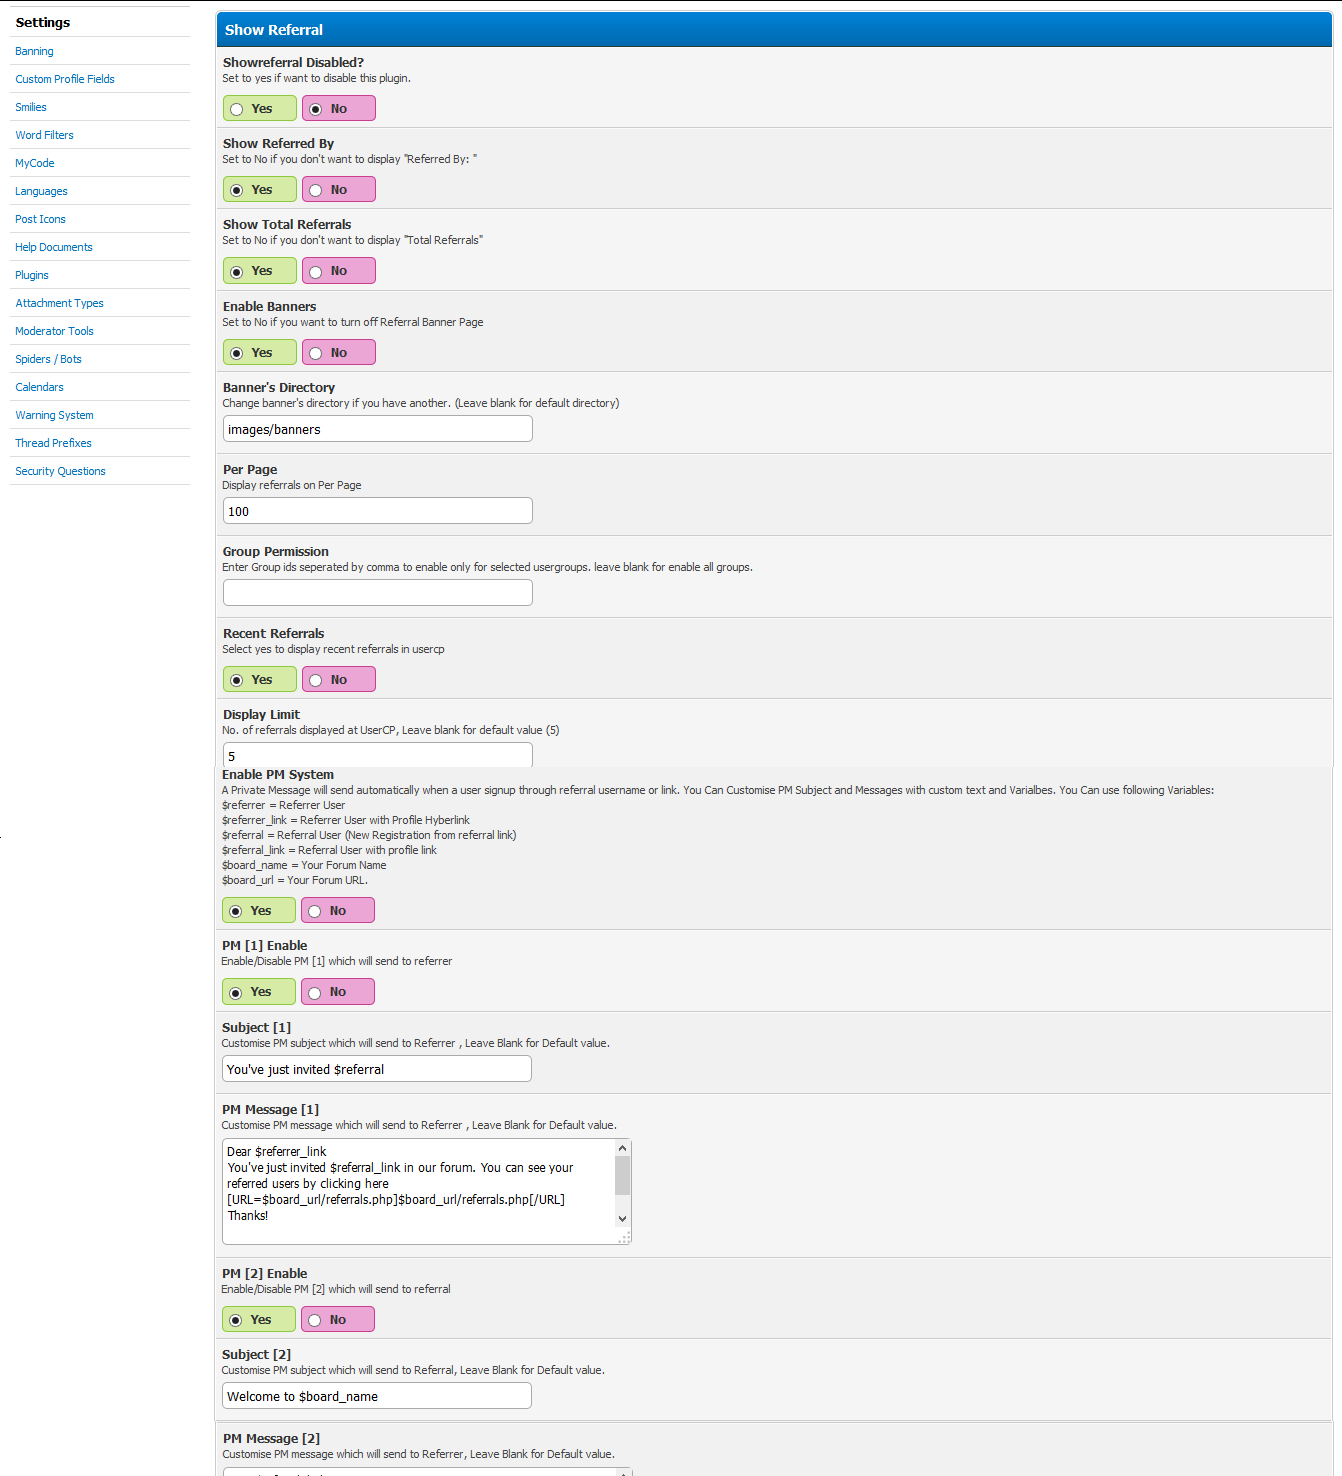 Settings
Banning
Custom Profile Fields
Smilies
Word Filters
MyCode
Languages
Post Icons
Help Documents
Plugins
Attachment Types
Moderator Tools
Spiders / Bots
Calendars
Warning System
Thread Prefixes
Security Questions
Show Referral
Showreferral Disabled?
Set to yes if want to disable this plugin.
Yes No
Show Referred By
Set to No if you don't want to display "Referred By: "
Yes No
Show Total Referrals
Set to No if you don't want to display "Total Referrals"
Yes No
Enable Banners
Set to No if you want to turn off Referral Banner Page
Yes No
Banner's Directory
Change banner's directory if you have another. (Leave blank for default directory)
images/banners
Per Page
Display referrals on Per Page
100
Group Permission
Enter Group ids seperated by comma to enable only for selected usergroups. leave blank for enable all groups.
Recent Referrals
Select yes to display recent referrals in usercp
Yes No
Display Limit
No. of referrals displayed at UserCP, Leave blank for default value (5)
5
Enable PM System
A Private Message will send automatically when a user signup through referral username or link. You Can Customise PM Subject and Messages with custom text and Varialbes. You Can use following Variables:
$referrer = Referrer User
$referrer_link = Referrer User with Profile Hyberlink
$referral = Referral User (New Registration from referral link)
$referral_link = Referral User with profile link
$board_name = Your Forum Name
$board_url = Your Forum URL.
Yes No
PM [1] Enable
Enable/Disable PM [1] which will send to referrer
Yes No
Subject [1]
Customise PM subject which will send to Referrer , Leave Blank for Default value.
You've just invited $referral
PM Message [1]
Customise PM message which will send to Referrer , Leave Blank for Default value.
Dear $referrer_link
You've just invited $referral_link in our forum. You can see your
referred users by clicking here
[URL=$board_url/referrals.php]$board_url/referrals.php[/URL]
Thanks!
PM [2] Enable
Enable/Disable PM [2] which will send to referral
Yes No
Subject [2]
Customise PM subject which will send to Referral, Leave Blank for Default value.
Welcome to $board_name
PM Message [2]
Customise PM message which will send to Referrer, Leave Blank for Default value.